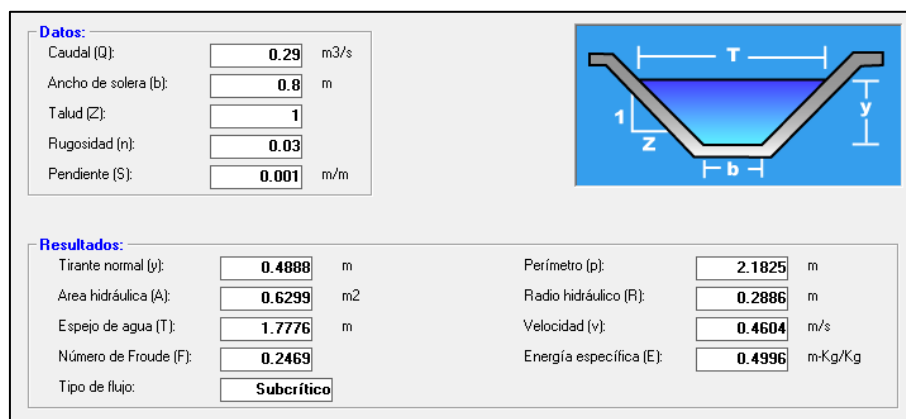 Datos:
Caudal (Q): 0.29 m3/s
Ancho de solera (b): 0.8 m
Talud (Z): 1
Rugosidad (n): 0.03
Pendiente (S): 0.001 m/m
T
1
Z
b
y
Resultados:
Tirante normal (y): 0.4888 m Perímetro (p): 2.1825 m
Area hidráulica (A): 0.6299 m2 Radio hidráulico (R): 0.2886 m
Espejo de agua (T): 1.7776 m Velocidad (v): 0.4604 m/s
Número de Froude (F): 0.2469 Energía específica (E): 0.4996 m-Kg/Kg
Tipo de flujo: Subcrítico